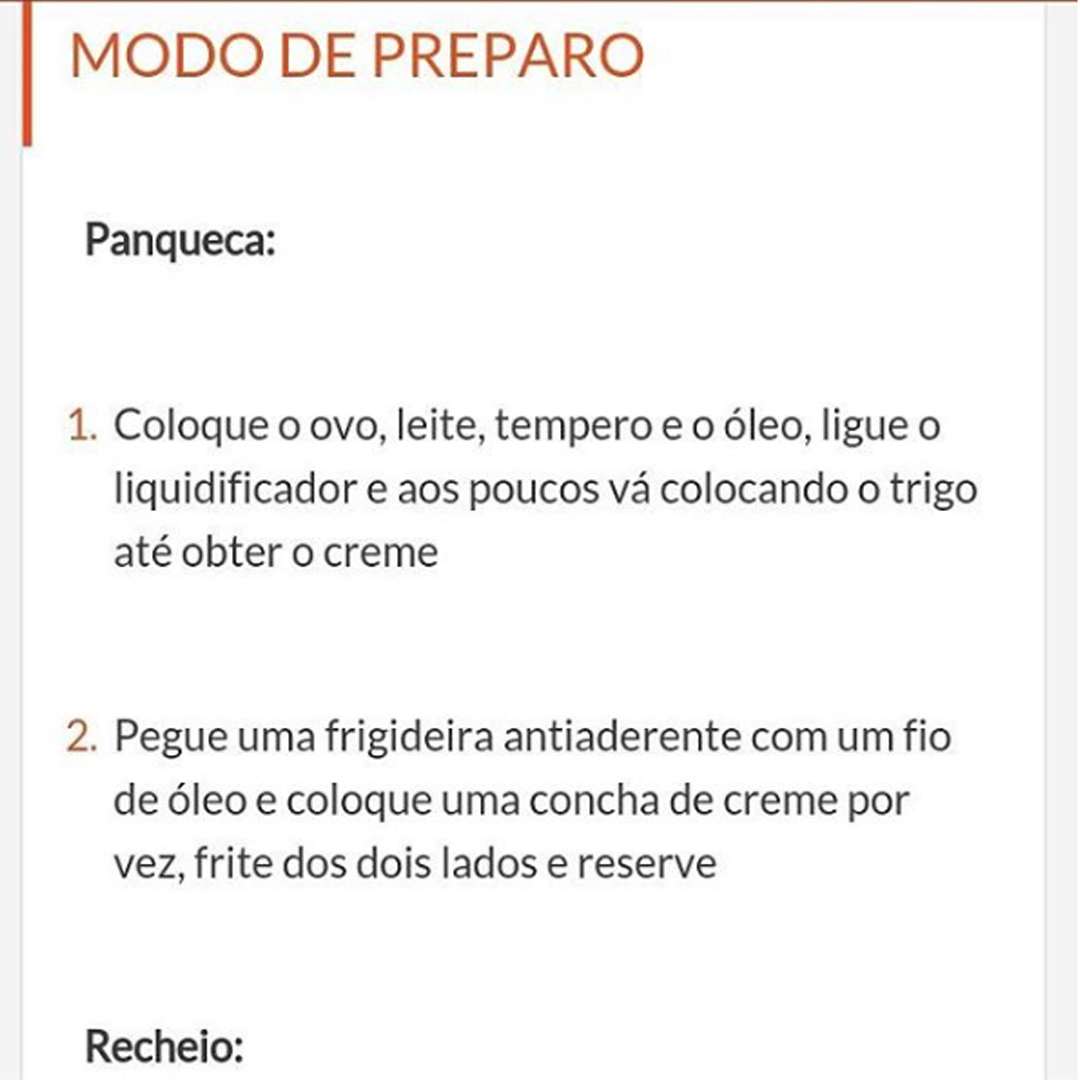 MODO DE PREPARO
Panqueca:
1. Coloque o ovo, leite, tempero e o óleo, ligue o
liquidificador e aos poucos vá colocando o trigo
até obter o creme
2. Pegue uma frigideira antiaderente com um fio
de óleo e coloque uma concha de creme por
vez, frite dos dois lados e reserve
Recheio: